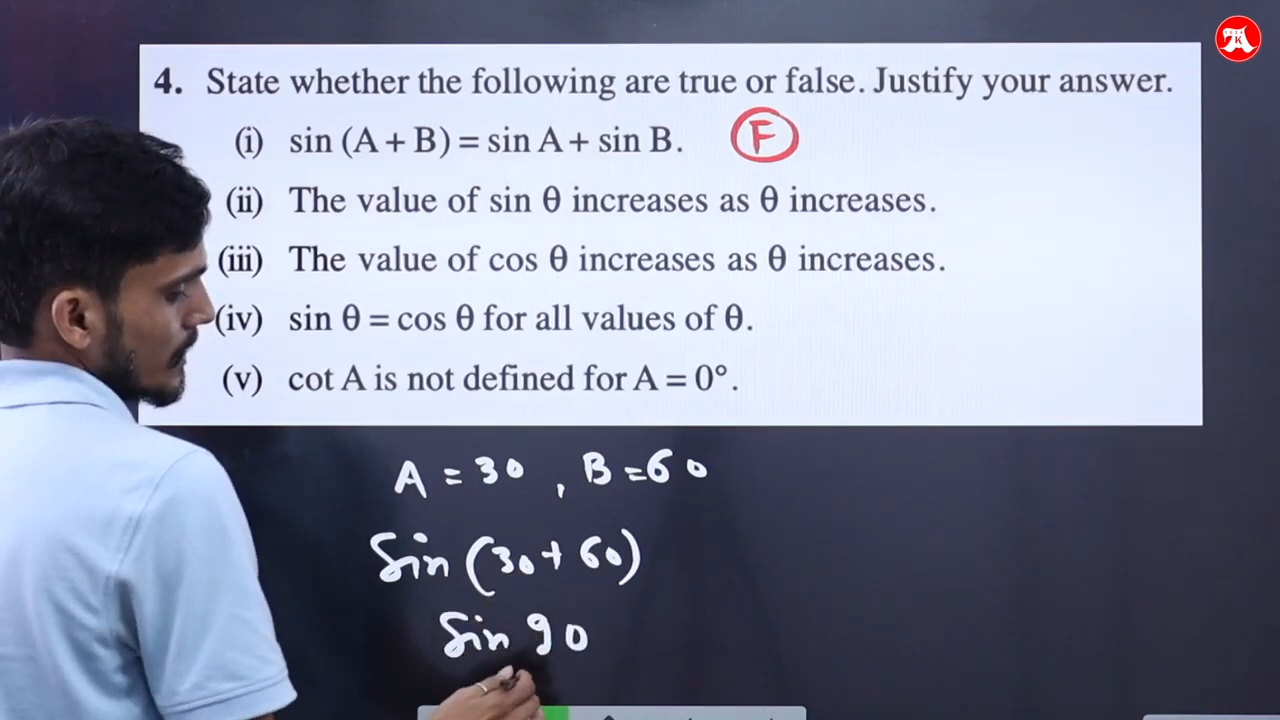 4. State whether the following are true or false. Justify your answer.
(i) sin (A + B) = sin A + sin B. F
(ii) The value of sin θ increases as θ increases.
(iii) The value of cos θ increases as θ increases.
(iv) sin θ = cos θ for all values of θ.
(v) cot A is not defined for A = 0°.
A = 30 , B = 60
Sin (30 + 60)
Sin 90